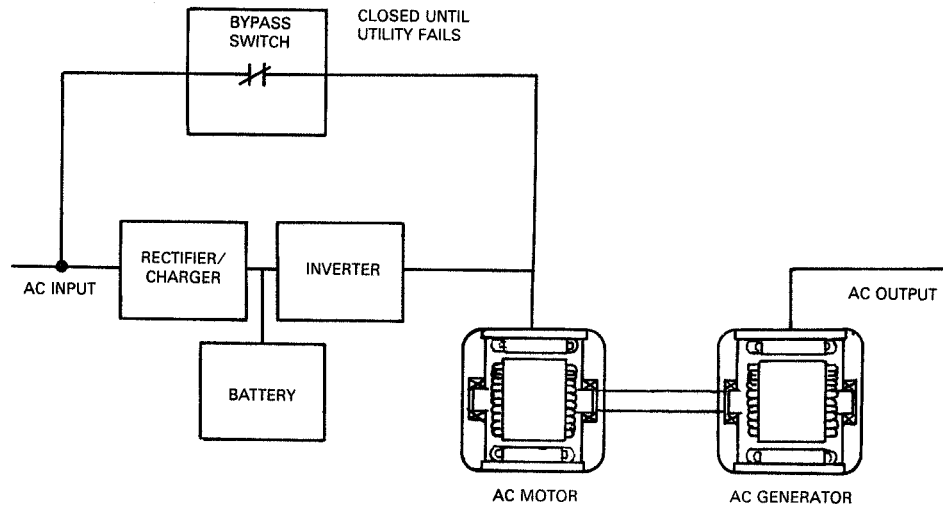 BYPASS
SWITCH
CLOSED UNTIL
UTILITY FAILS
RECTIFIER/
CHARGER
INVERTER
AC INPUT
AC OUTPUT
BATTERY
AC MOTOR
AC GENERATOR